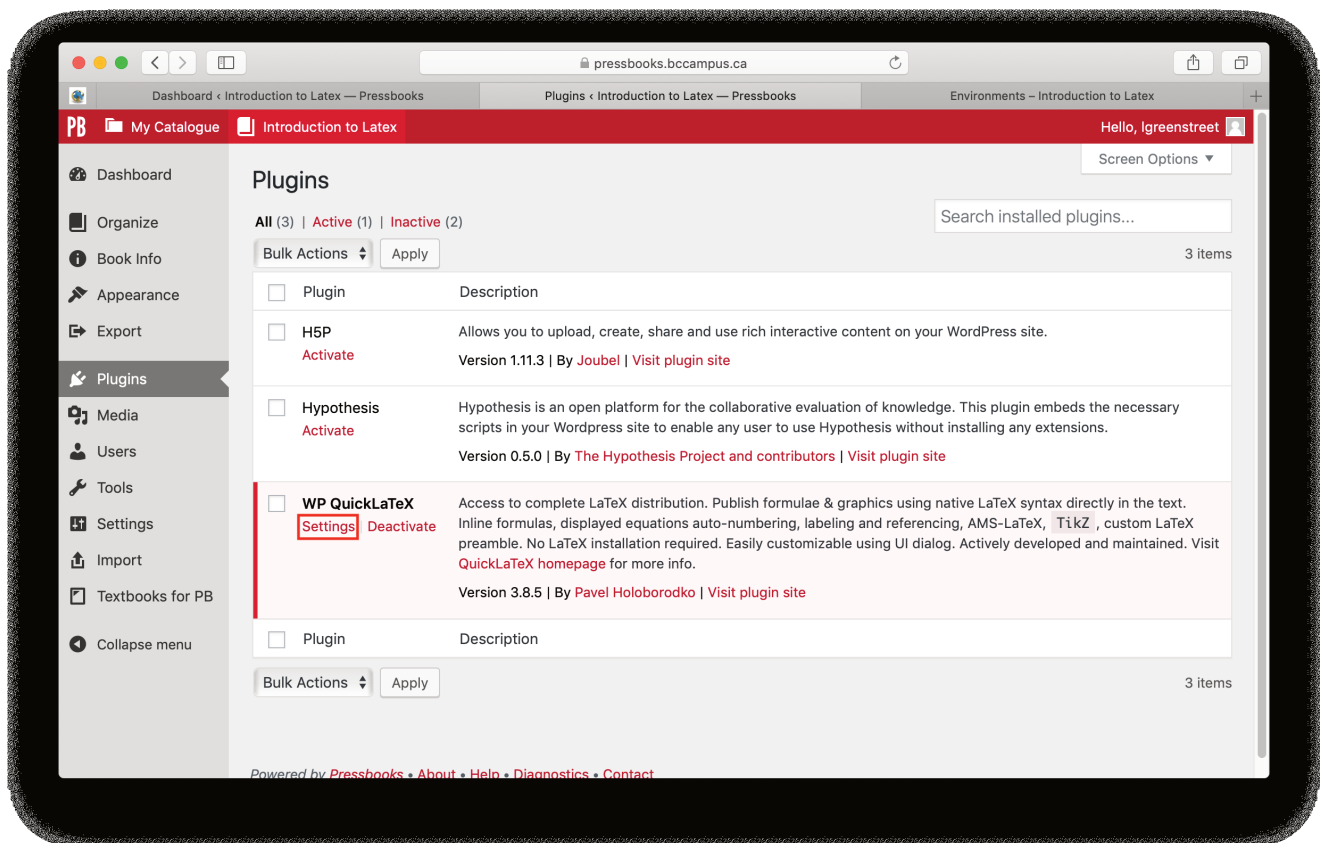 pressbooks.bccampus.ca
Dashboard < Introduction to Latex — Pressbooks
Plugins < Introduction to Latex — Pressbooks
Environments – Introduction to Latex
PB My Catalogue Introduction to Latex
Hello, lgreenstreet
Screen Options ▼
Dashboard
Organize
Book Info
Appearance
Export
Plugins
Media
Users
Tools
Settings
Import
Textbooks for PB
Collapse menu
Plugins
All (3) | Active (1) | Inactive (2)
Search installed plugins...
Bulk Actions Apply
3 items
Plugin Description
H5P
Activate
Allows you to upload, create, share and use rich interactive content on your WordPress site.
Version 1.11.3 | By Joubel | Visit plugin site
Hypothesis
Activate
Hypothesis is an open platform for the collaborative evaluation of knowledge. This plugin embeds the necessary
scripts in your Wordpress site to enable any user to use Hypothesis without installing any extensions.
Version 0.5.0 | By The Hypothesis Project and contributors | Visit plugin site
WP QuickLaTeX
Settings Deactivate
Access to complete LaTeX distribution. Publish formulae & graphics using native LaTeX syntax directly in the text.
Inline formulas, displayed equations auto-numbering, labeling and referencing, AMS-LaTeX, TikZ , custom LaTeX
preamble. No LaTeX installation required. Easily customizable using UI dialog. Actively developed and maintained. Visit
QuickLaTeX homepage for more info.
Version 3.8.5 | By Pavel Holoborodko | Visit plugin site
Plugin Description
Bulk Actions Apply
3 items
Powered by Pressbooks • About • Help • Diagnostics • Contact